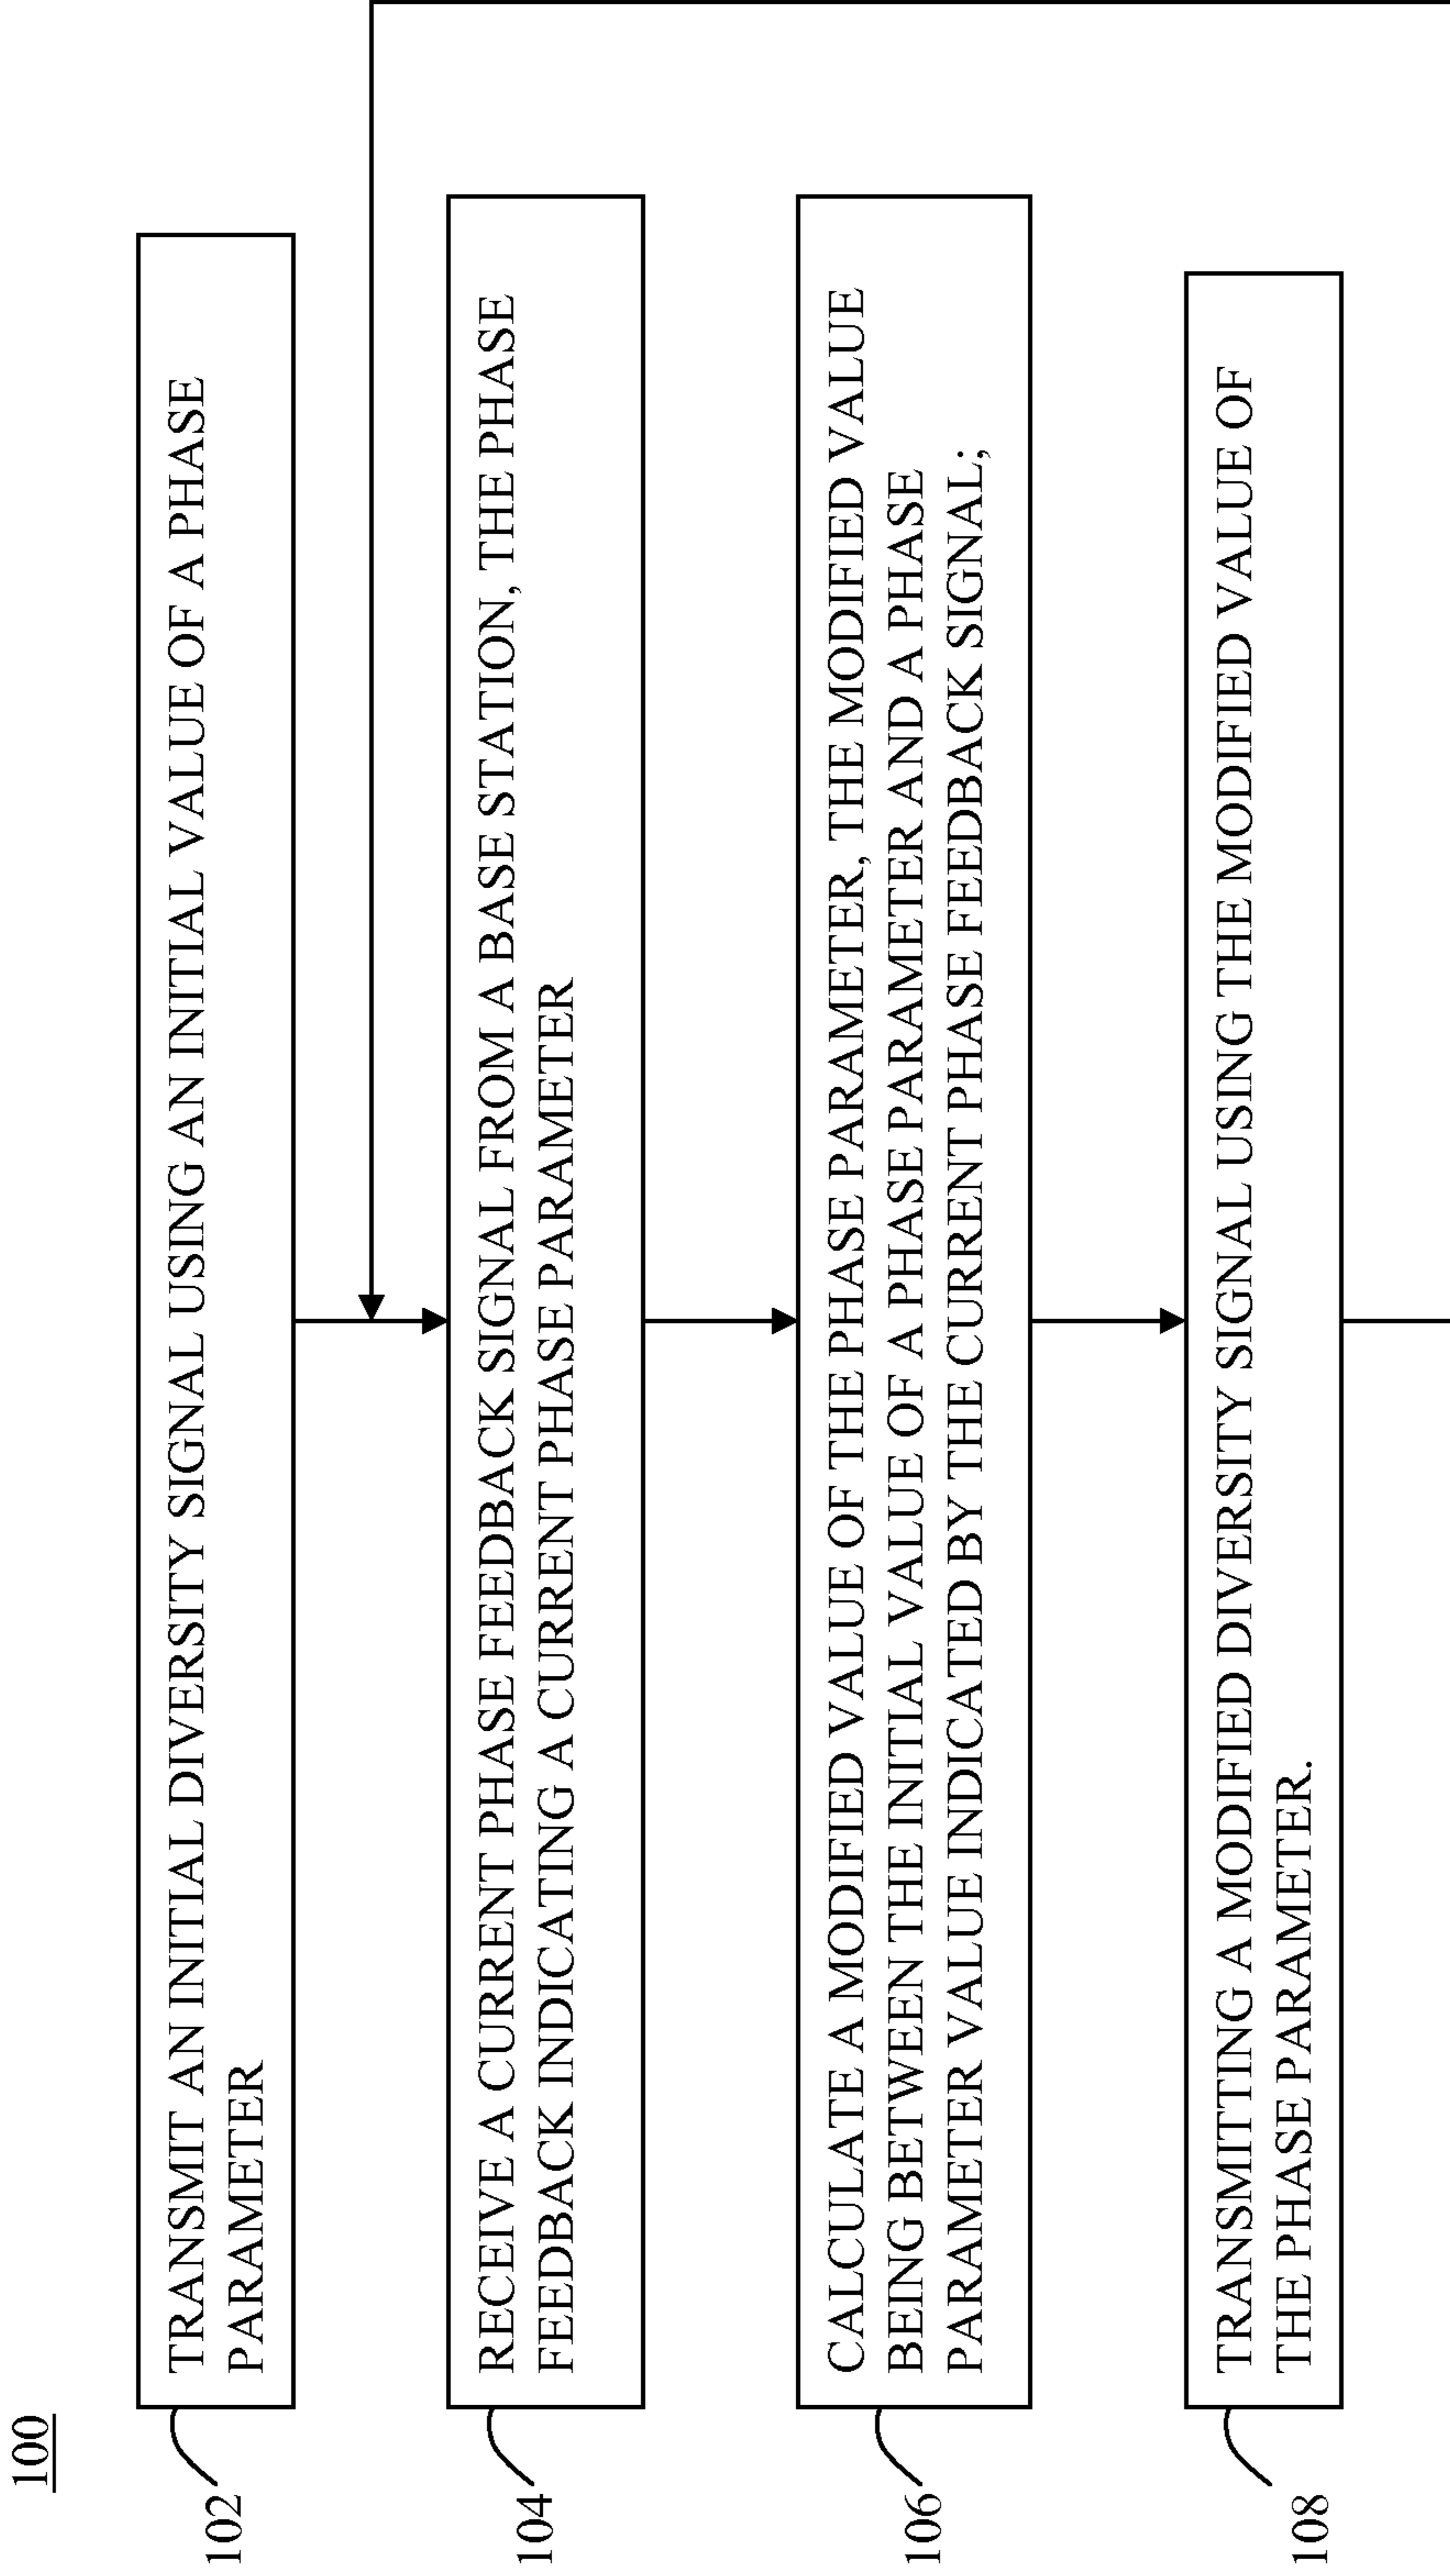 100
102
TRANSMIT AN INITIAL DIVERSITY SIGNAL USING AN INITIAL VALUE OF A PHASE
PARAMETER
104
RECEIVE A CURRENT PHASE FEEDBACK SIGNAL FROM A BASE STATION, THE PHASE
FEEDBACK INDICATING A CURRENT PHASE PARAMETER
106
CALCULATE A MODIFIED VALUE OF THE PHASE PARAMETER, THE MODIFIED VALUE
BEING BETWEEN THE INITIAL VALUE OF A PHASE PARAMETER AND A PHASE
PARAMETER VALUE INDICATED BY THE CURRENT PHASE FEEDBACK SIGNAL;
108
TRANSMITTING A MODIFIED DIVERSITY SIGNAL USING THE MODIFIED VALUE OF
THE PHASE PARAMETER.